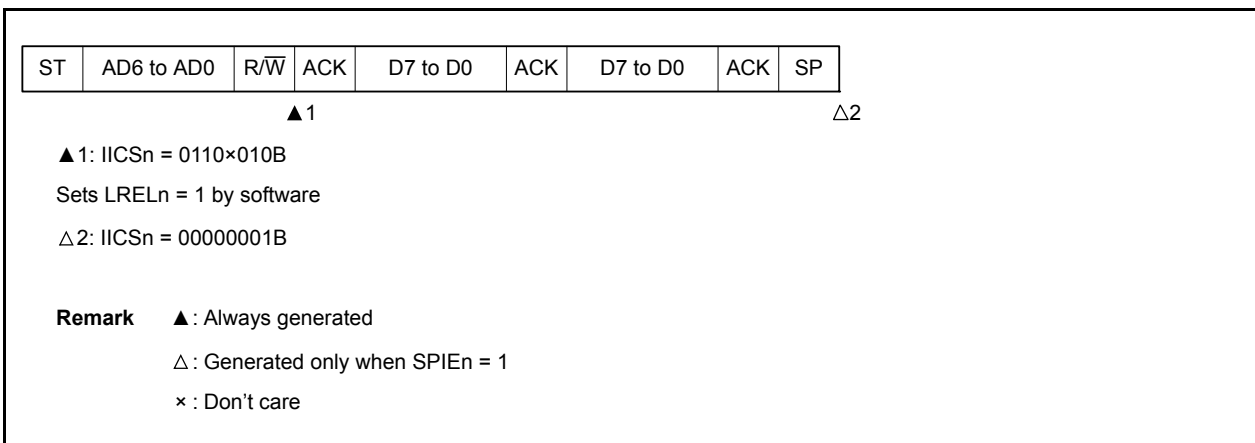 ST AD6 to AD0 R/W̅ ACK D7 to D0 ACK D7 to D0 ACK SP
▲1 △2
▲1: IICSn = 0110×010B
Sets LRELn = 1 by software
△2: IICSn = 00000001B
Remark ▲: Always generated
△: Generated only when SPIEn = 1
×: Don't care